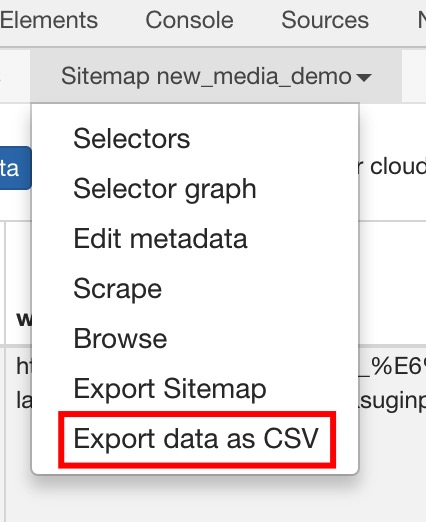 Elements Console Sources
Sitemap new_media_demo
Selectors
ta
Selector graph
r cloud
Edit metadata
Scrape
Browse
Export Sitemap
Export data as CSV
w
ht
_%E6
la
suginp